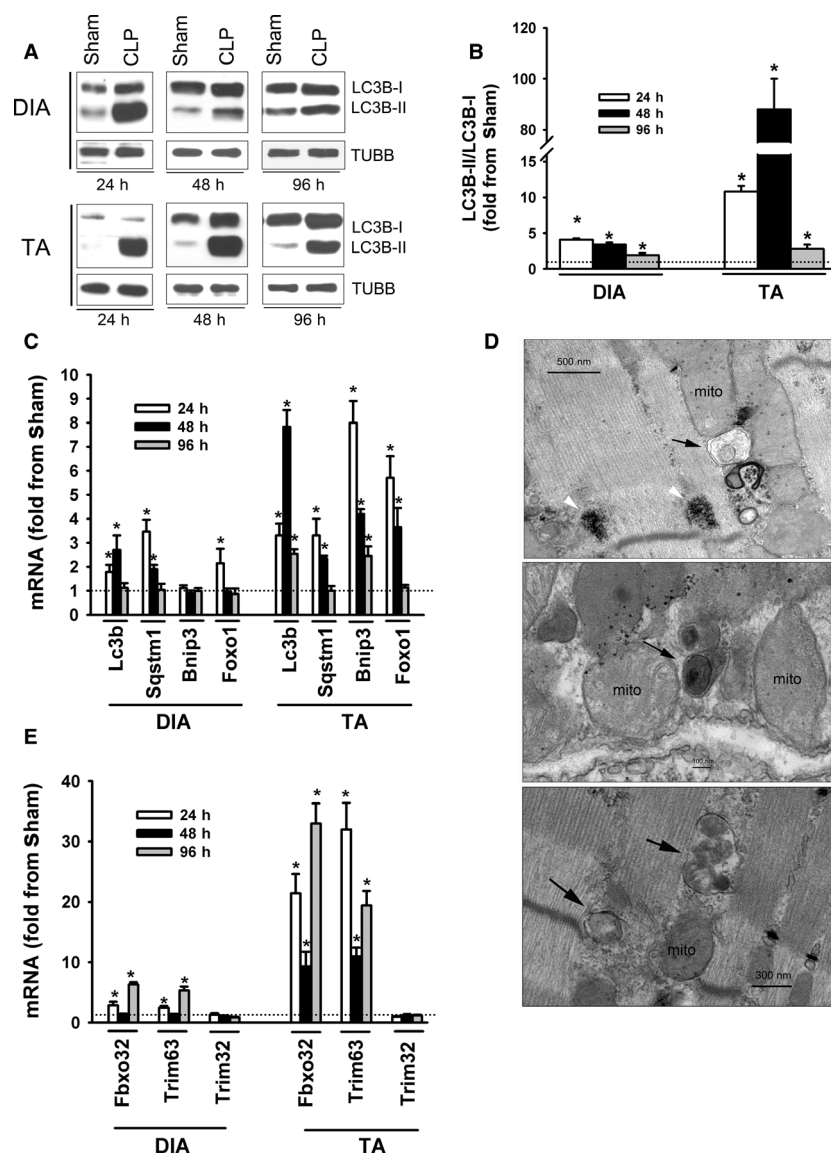 A
Sham CLP Sham CLP Sham CLP
DIA
LC3B-I
LC3B-II
TUBB
24 h 48 h 96 h
TA
LC3B-I
LC3B-II
TUBB
24 h 48 h 96 h
B
LC3B-II/LC3B-I
(fold from Sham)
120
100
80
15
10
5
0
24 h
48 h
96 h
* * * * * *
DIA TA
C
mRNA (fold from Sham)
10
9
8
7
6
5
4
3
2
1
0
24 h
48 h
96 h
* * * * * * * * * * * * * * *
Lc3b Sqstm1 Bnip3 Foxo1 Lc3b Sqstm1 Bnip3 Foxo1
DIA TA
D
500 nm
mito
mito
mito
100 nm
mito
300 nm
E
mRNA (fold from Sham)
40
30
20
10
0
24 h
48 h
96 h
* * * * * * * * * *
Fbxo32 Trim63 Trim32 Fbxo32 Trim63 Trim32
DIA TA